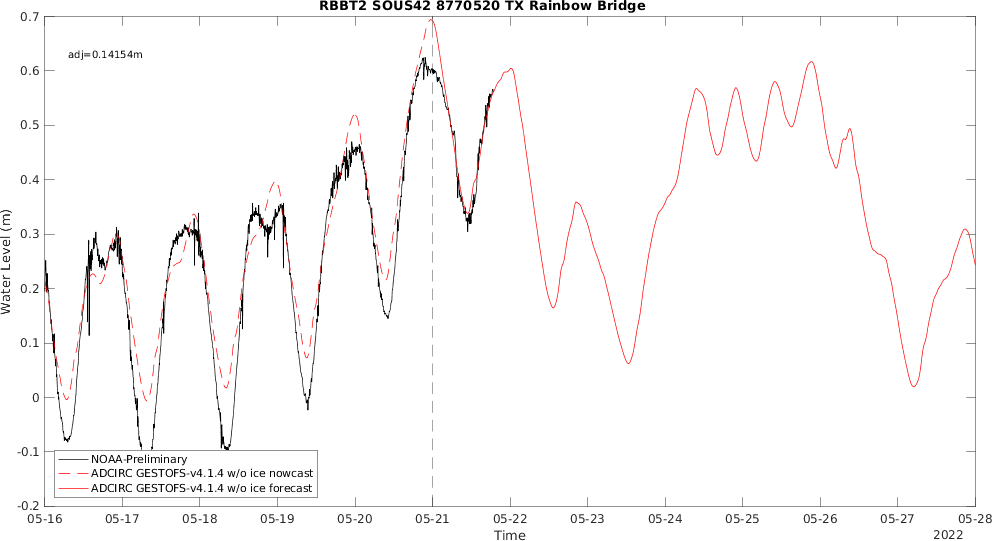 RBBT2 SOUS42 8770520 TX Rainbow Bridge
adj=0.14154m
Water Level (m)
0.7
0.6
0.5
0.4
0.3
0.2
0.1
0
-0.1
-0.2
NOAA-Preliminary
ADCIRC GESTOFS-v4.1.4 w/o ice nowcast
ADCIRC GESTOFS-v4.1.4 w/o ice forecast
05-16 05-17 05-18 05-19 05-20 05-21 05-22 05-23 05-24 05-25 05-26 05-27 05-28
Time
2022